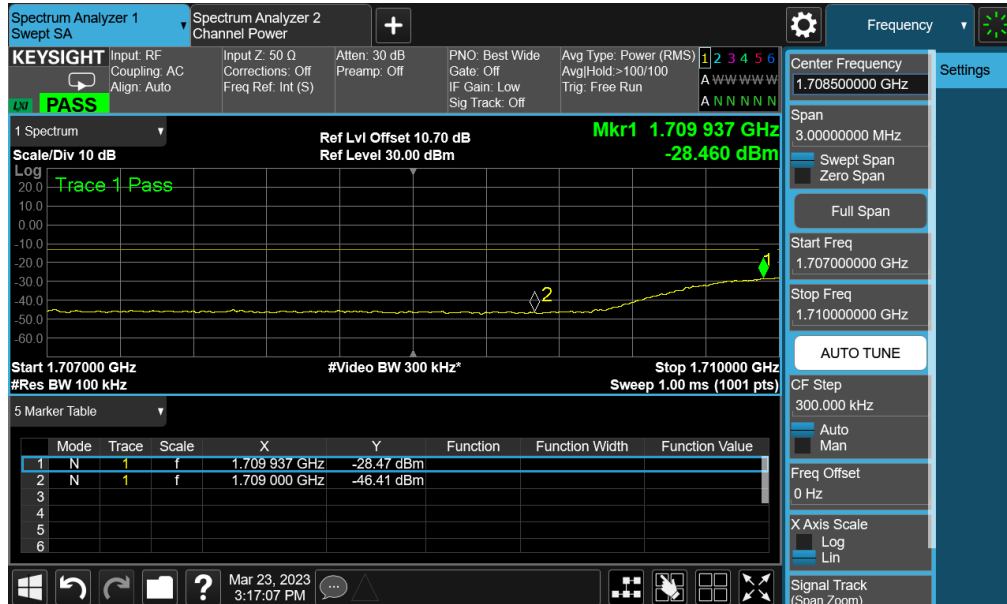 Spectrum Analyzer 1
Swept SA
Spectrum Analyzer 2
Channel Power
Frequency
KEYSIGHT
LXI
PASS
Input: RF
Coupling: AC
Align: Auto
Input Z: 50 Ω
Corrections: Off
Freq Ref: Int (S)
Atten: 30 dB
Preamp: Off
PNO: Best Wide
Gate: Off
IF Gain: Low
Sig Track: Off
Avg Type: Power (RMS)
Avg|Hold:>100/100
Trig: Free Run
1 2 3 4 5 6
A W W W W W
A N N N N N
1 Spectrum
Scale/Div 10 dB
Ref Lvl Offset 10.70 dB
Ref Level 30.00 dBm
Mkr1 1.709 937 GHz
-28.460 dBm
Log
Trace 1 Pass
20.0
10.0
0.00
-10.0
-20.0
-30.0
-40.0
-50.0
-60.0
1
2
Start 1.707000 GHz
#Video BW 300 kHz*
Stop 1.710000 GHz
#Res BW 100 kHz
Sweep 1.00 ms (1001 pts)
5 Marker Table
Mode Trace Scale X Y Function Function Width Function Value
1 N 1 f 1.709 937 GHz -28.47 dBm
2 N 1 f 1.709 000 GHz -46.41 dBm
3
4
5
6
?
Mar 23, 2023
3:17:07 PM
Center Frequency
1.708500000 GHz
Span
3.00000000 MHz
Swept Span
Zero Span
Full Span
Start Freq
1.707000000 GHz
Stop Freq
1.710000000 GHz
AUTO TUNE
CF Step
300.000 kHz
Auto
Man
Freq Offset
0 Hz
X Axis Scale
Log
Lin
Signal Track
(Span Zoom)
Settings